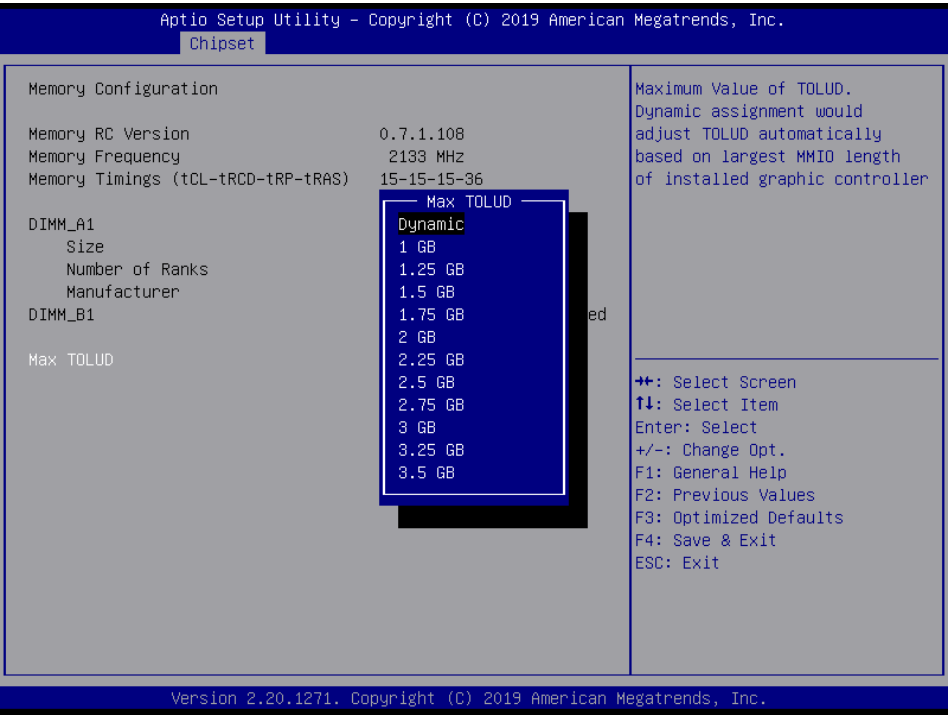 Aptio Setup Utility – Copyright (C) 2019 American Megatrends, Inc.
Chipset
Memory Configuration
Memory RC Version 0.7.1.108
Memory Frequency 2133 MHz
Memory Timings (tCL-tRCD-tRP-tRAS) 15-15-15-36
DIMM_A1
Size
Number of Ranks
Manufacturer
DIMM_B1 ed
Max TOLUD
Max TOLUD
Dynamic
1 GB
1.25 GB
1.5 GB
1.75 GB
2 GB
2.25 GB
2.5 GB
2.75 GB
3 GB
3.25 GB
3.5 GB
Maximum Value of TOLUD.
Dynamic assignment would
adjust TOLUD automatically
based on largest MMIO length
of installed graphic controller
→←: Select Screen
↑↓: Select Item
Enter: Select
+/-: Change Opt.
F1: General Help
F2: Previous Values
F3: Optimized Defaults
F4: Save & Exit
ESC: Exit
Version 2.20.1271. Copyright (C) 2019 American Megatrends, Inc.